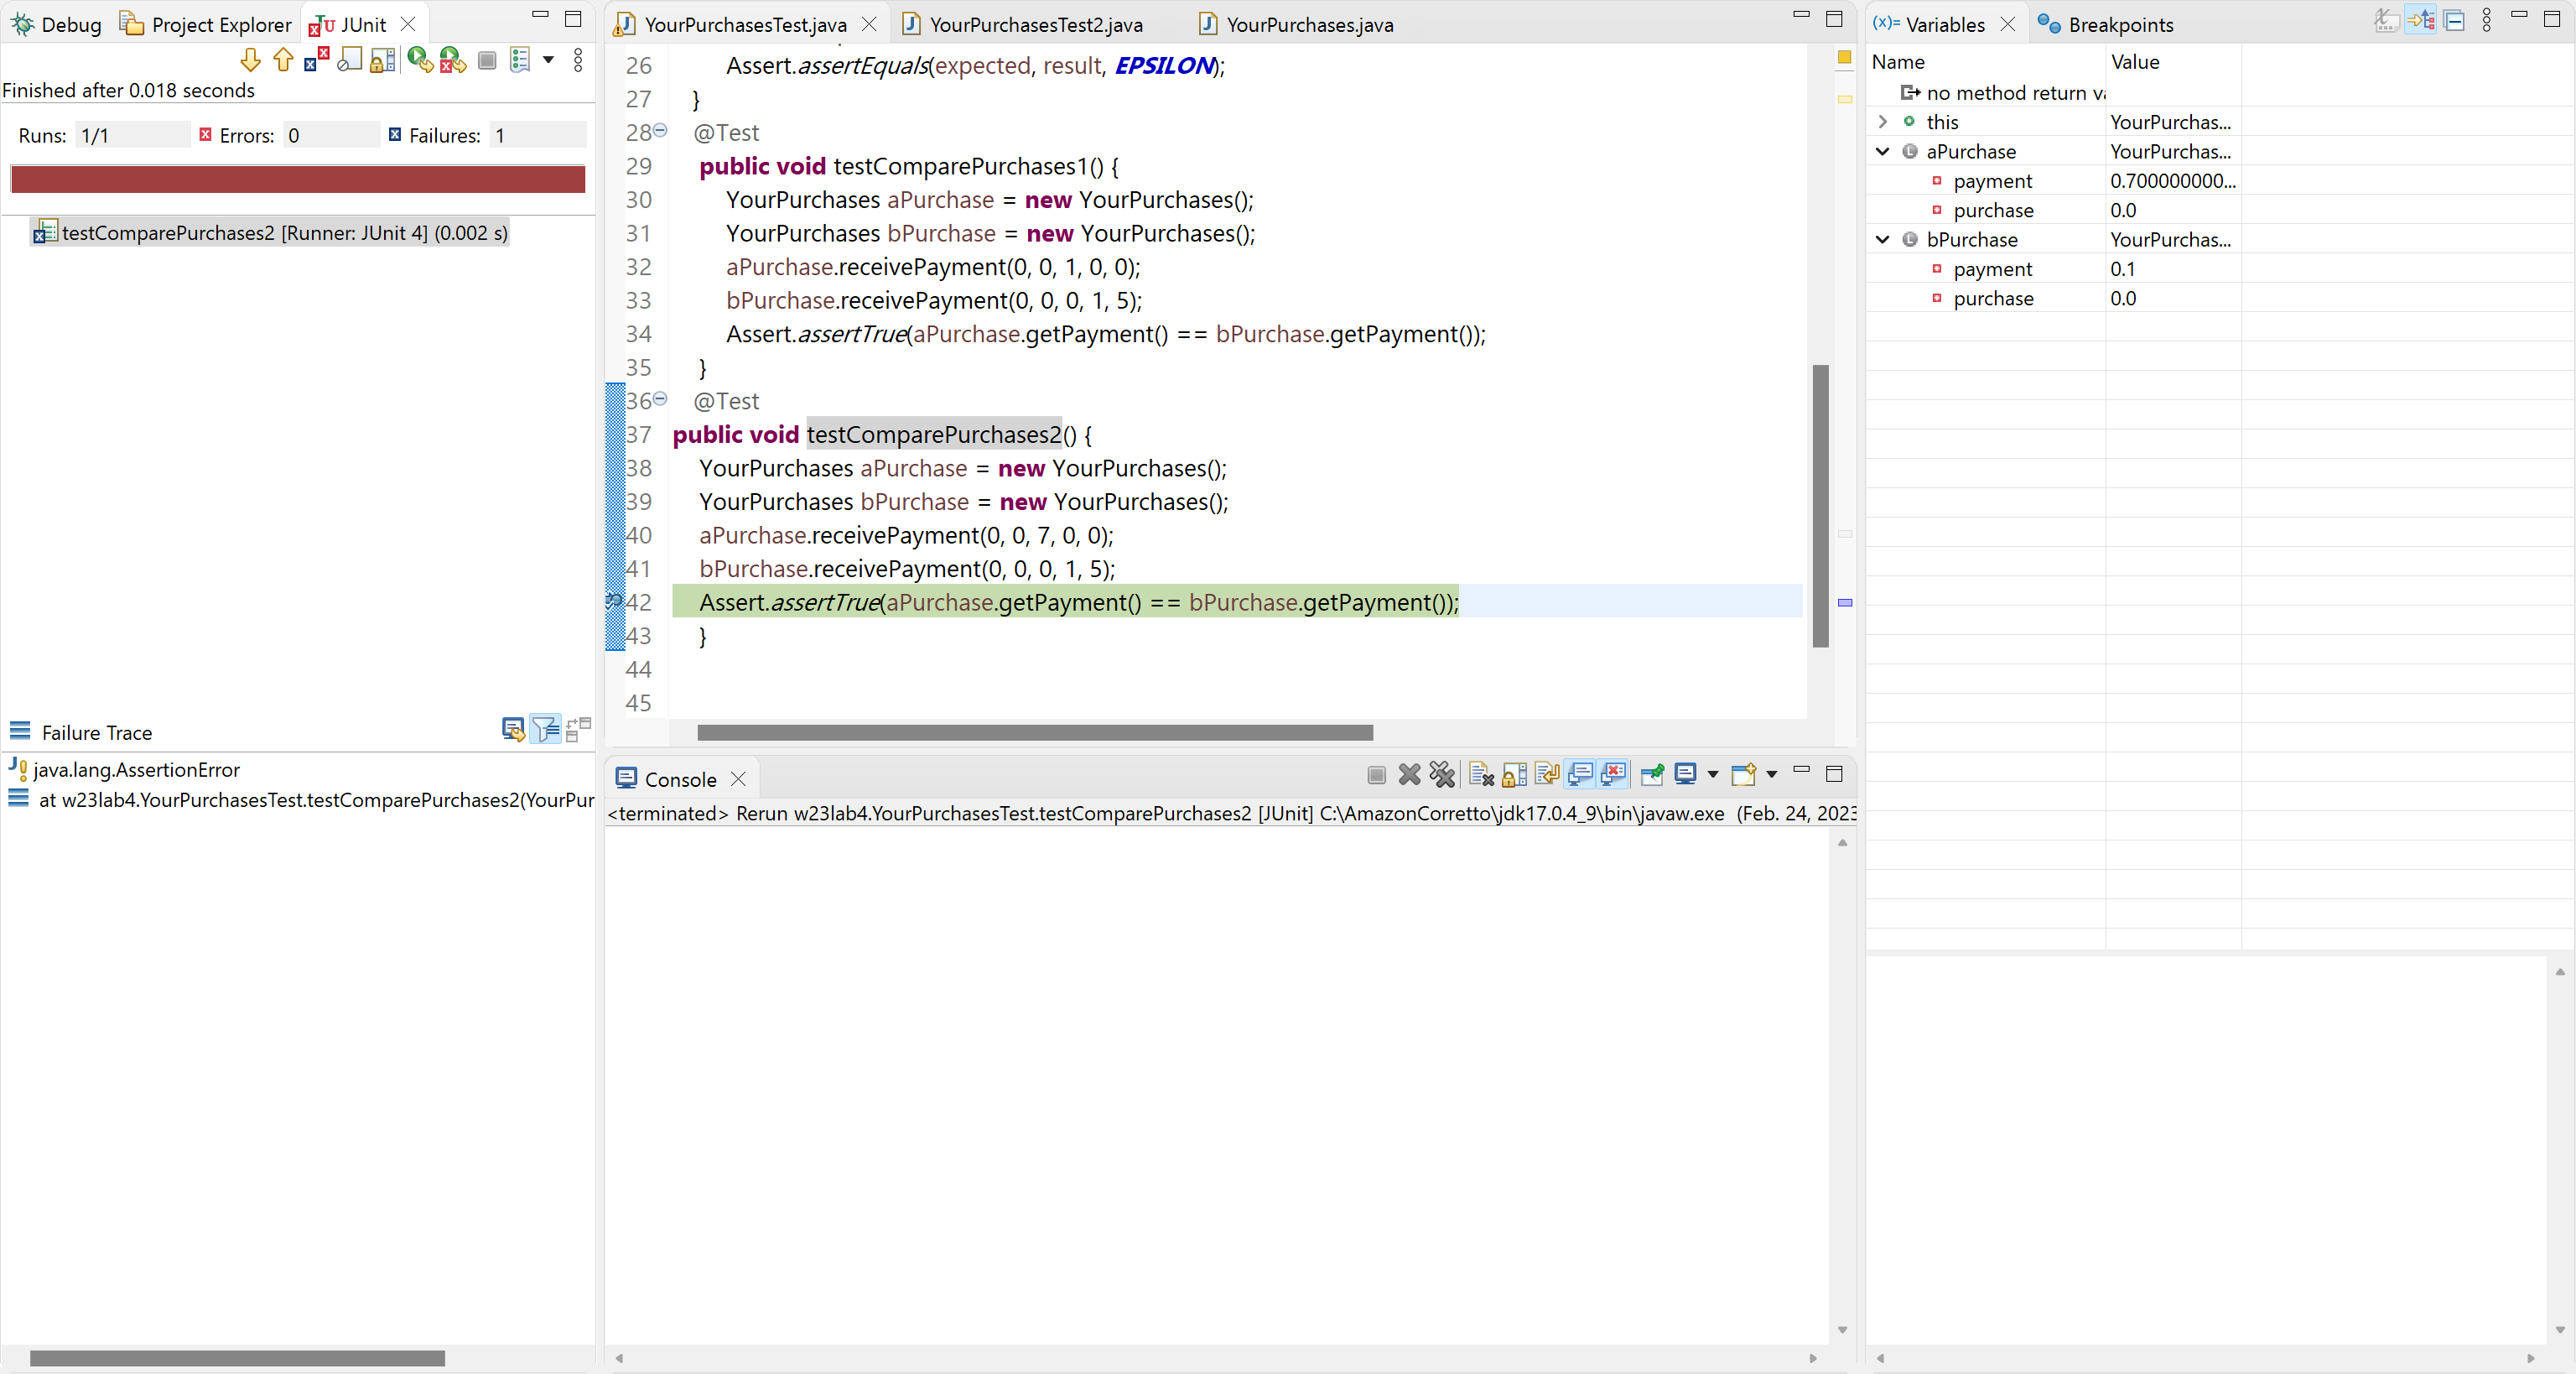 Debug Project Explorer JUnit
Finished after 0.018 seconds
Runs: 1/1 Errors: 0 Failures: 1
testComparePurchases2 [Runner: JUnit 4] (0.002 s)
Failure Trace
java.lang.AssertionError
at w23lab4.YourPurchasesTest.testComparePurchases2(YourPur
YourPurchasesTest.java YourPurchasesTest2.java YourPurchases.java
26 Assert.assertEquals(expected, result, EPSILON);
27 }
28 @Test
29 public void testComparePurchases1() {
30 YourPurchases aPurchase = new YourPurchases();
31 YourPurchases bPurchase = new YourPurchases();
32 aPurchase.receivePayment(0, 0, 1, 0, 0);
33 bPurchase.receivePayment(0, 0, 0, 1, 5);
34 Assert.assertTrue(aPurchase.getPayment() == bPurchase.getPayment());
35 }
36 @Test
37 public void testComparePurchases2() {
38 YourPurchases aPurchase = new YourPurchases();
39 YourPurchases bPurchase = new YourPurchases();
40 aPurchase.receivePayment(0, 0, 7, 0, 0);
41 bPurchase.receivePayment(0, 0, 0, 1, 5);
42 Assert.assertTrue(aPurchase.getPayment() == bPurchase.getPayment());
43 }
44
45
Console
<terminated> Rerun w23lab4.YourPurchasesTest.testComparePurchases2 [JUnit] C:\AmazonCorretto\jdk17.0.4_9\bin\javaw.exe (Feb. 24, 2023
(x)= Variables Breakpoints
Name Value
no method return va
this YourPurchas...
aPurchase YourPurchas...
payment 0.700000000...
purchase 0.0
bPurchase YourPurchas...
payment 0.1
purchase 0.0